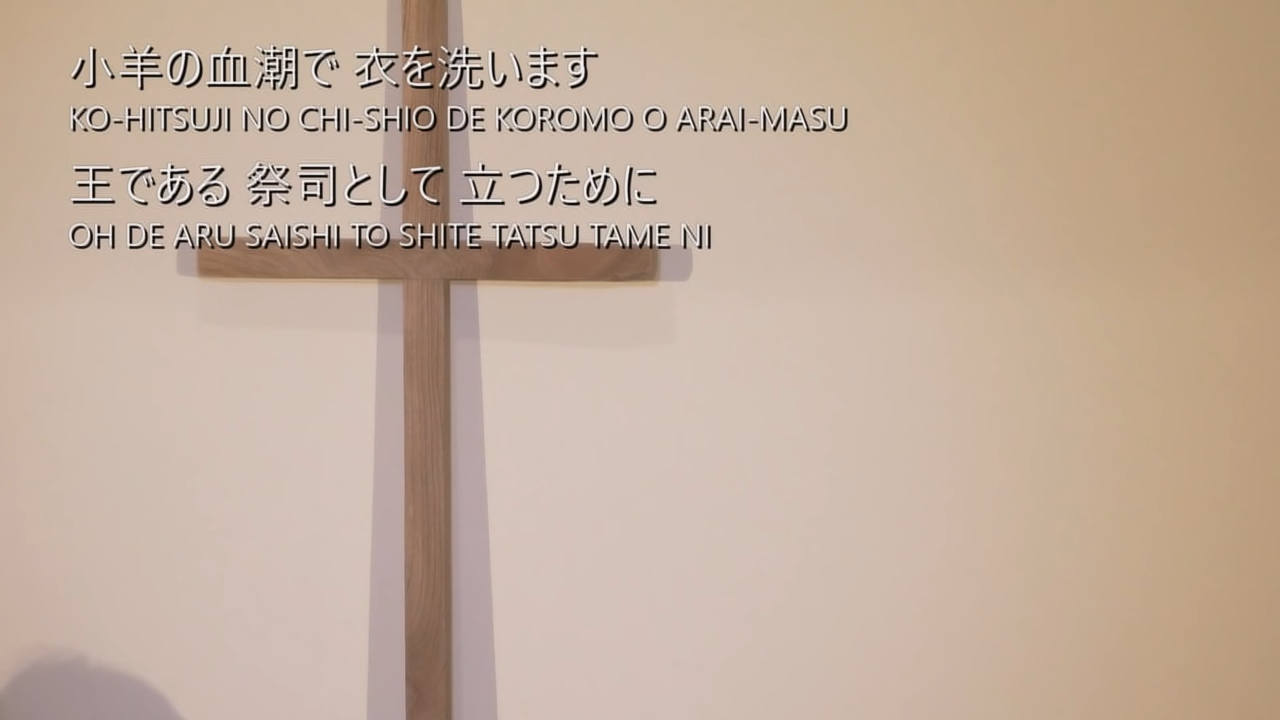 小羊の血潮で 衣を洗います
KO-HITSUJI NO CHI-SHIO DE KOROMO O ARAI-MASU
王である 祭司として 立つために
OH DE ARU SAISHI TO SHITE TATSU TAME NI